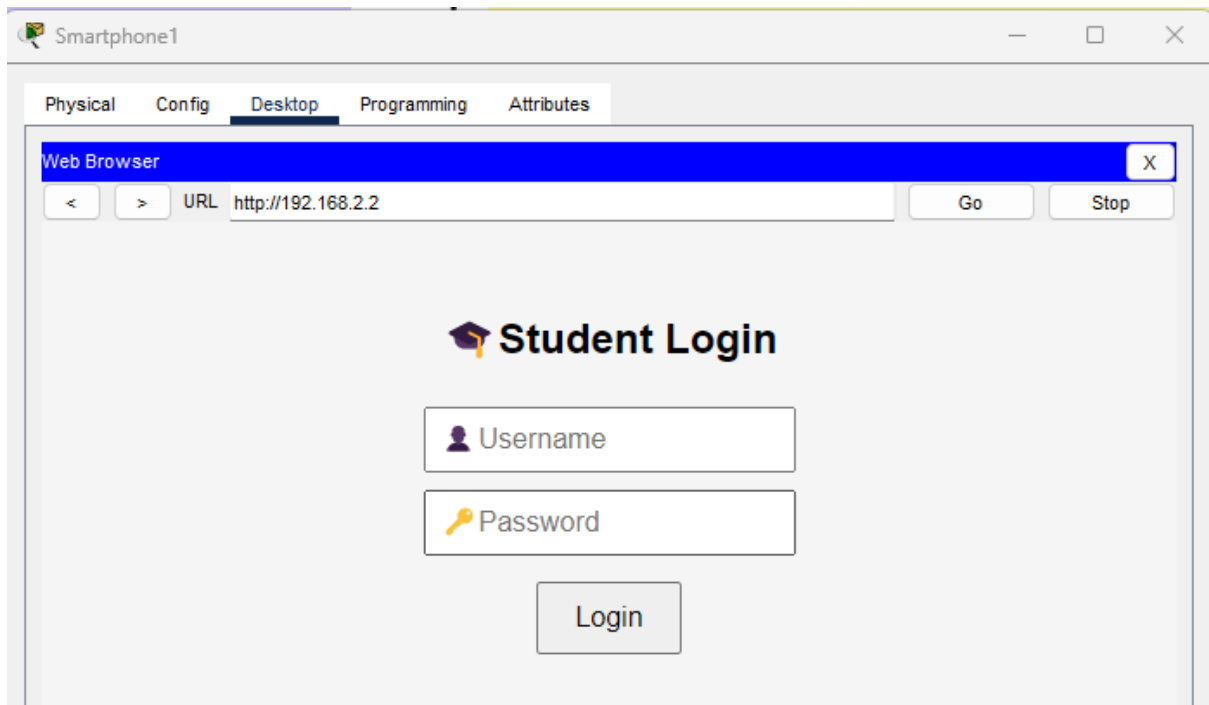 Smartphone1
Physical Config Desktop Programming Attributes
Web Browser X
< > URL http://192.168.2.2 Go Stop
Student Login
Username
Password
Login